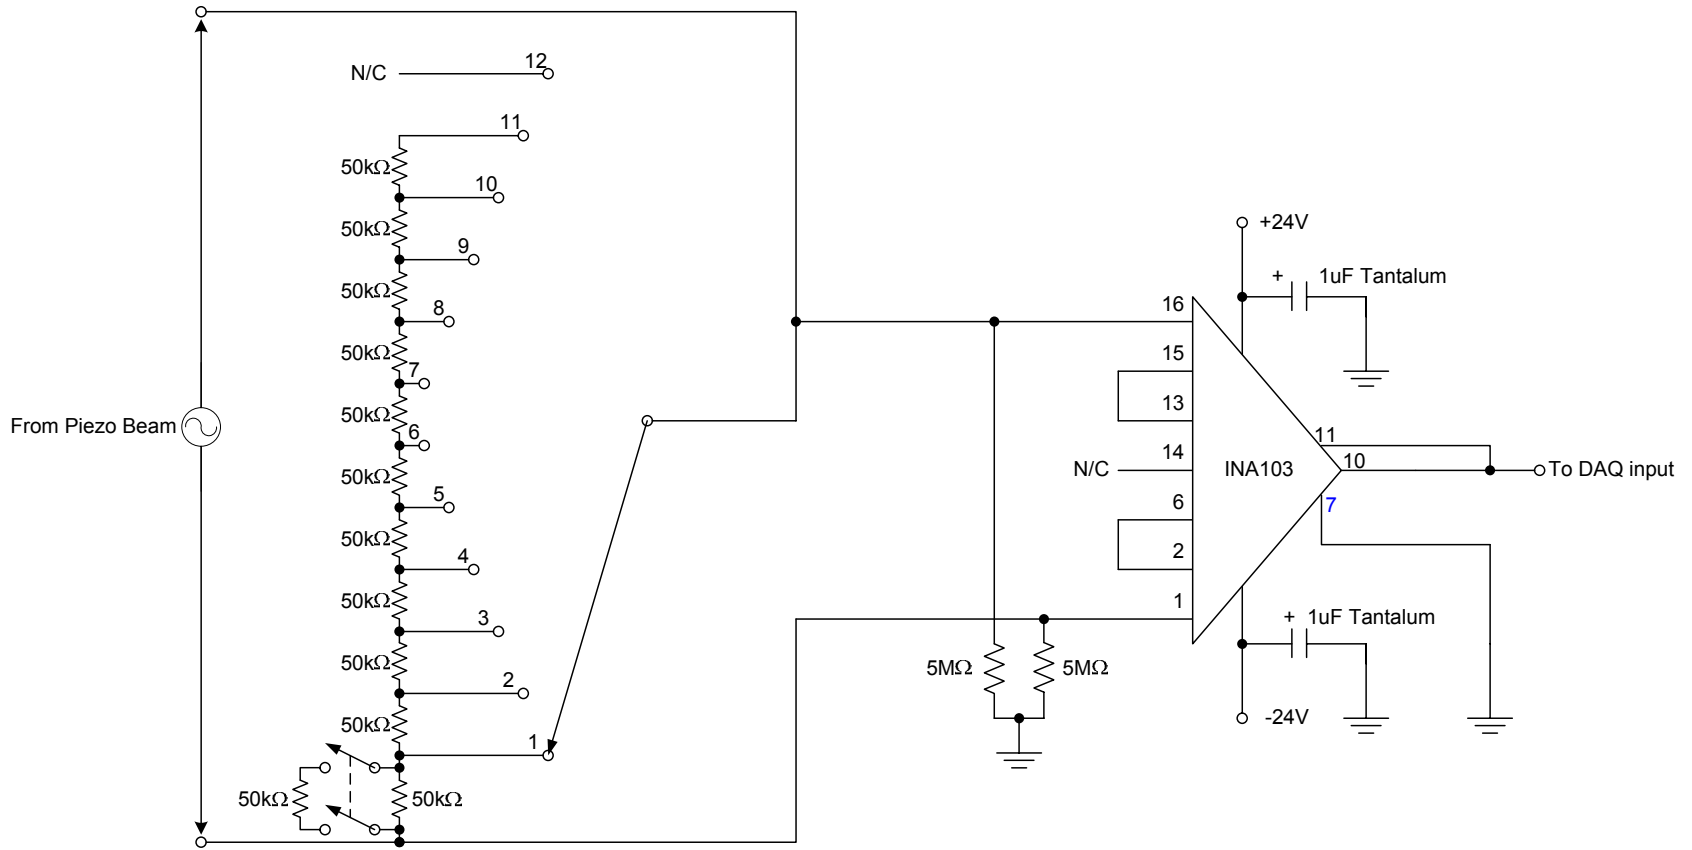 N/C
12
11
50kΩ
10
50kΩ
9
50kΩ
8
50kΩ
7
50kΩ
6
50kΩ
5
50kΩ
4
50kΩ
3
50kΩ
2
50kΩ
1
50kΩ
50kΩ
From Piezo Beam
+24V
+ 1uF Tantalum
16
15
13
N/C
14
6
2
1
INA103
11
10
7
To DAQ input
5MΩ
5MΩ
+ 1uF Tantalum
-24V